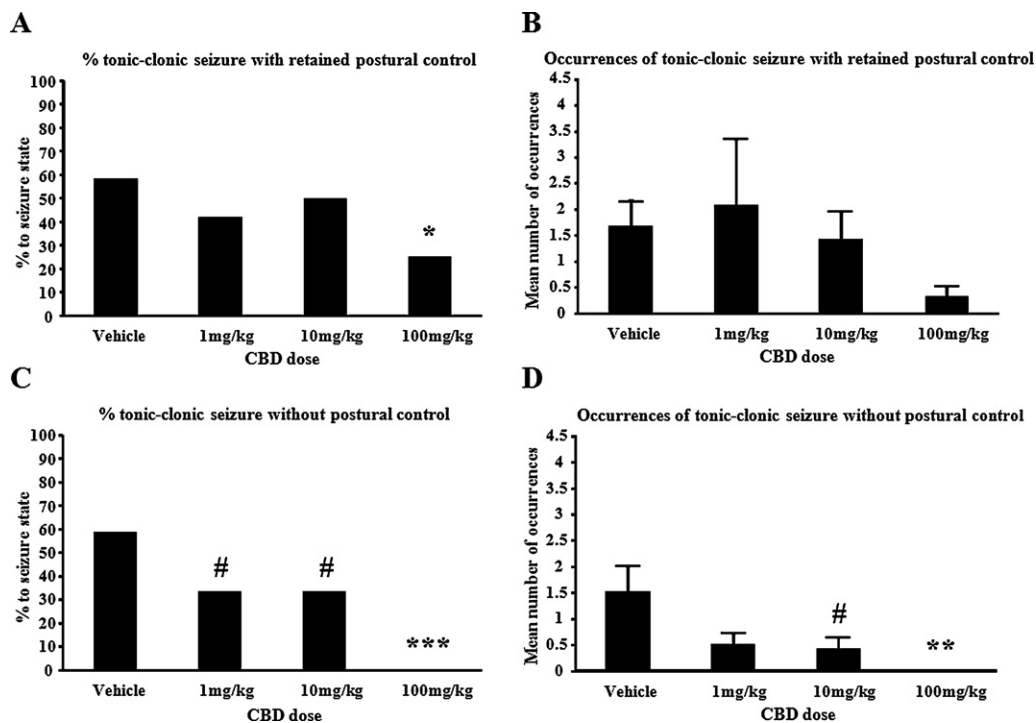 A
% tonic-clonic seizure with retained postural control
100
90
80
70
60
50
40
30
20
10
0
% to seizure state
*
Vehicle 1mg/kg 10mg/kg 100mg/kg
CBD dose
B
Occurrences of tonic-clonic seizure with retained postural control
4.5
4
3.5
3
2.5
2
1.5
1
0.5
0
Mean number of occurrences
Vehicle 1mg/kg 10mg/kg 100mg/kg
CBD dose
C
% tonic-clonic seizure without postural control
100
90
80
70
60
50
40
30
20
10
0
% to seizure state
# # ***
Vehicle 1mg/kg 10mg/kg 100mg/kg
CBD dose
D
Occurrences of tonic-clonic seizure without postural control
4.5
4
3.5
3
2.5
2
1.5
1
0.5
0
Mean number of occurrences
# **
Vehicle 1mg/kg 10mg/kg 100mg/kg
CBD dose